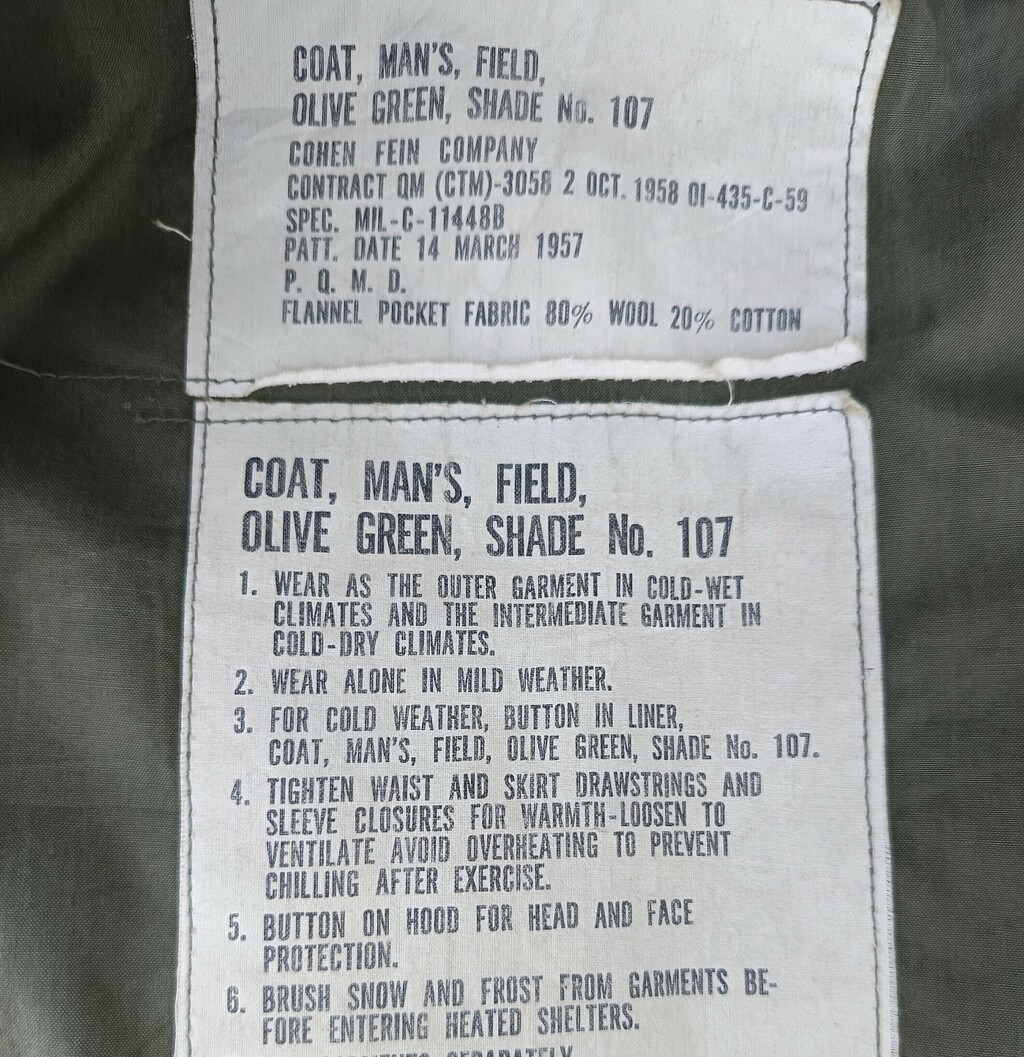 COAT, MAN'S, FIELD,
OLIVE GREEN, SHADE No. 107
COHEN FEIN COMPANY
CONTRACT QM (CTM)-3058 2 OCT. 1958 OI-435-C-59
SPEC. MIL-C-11448B
PATT. DATE 14 MARCH 1957
P. Q. M. D.
FLANNEL POCKET FABRIC 80% WOOL 20% COTTON
COAT, MAN'S, FIELD,
OLIVE GREEN, SHADE No. 107
1. WEAR AS THE OUTER GARMENT IN COLD-WET
CLIMATES AND THE INTERMEDIATE GARMENT IN
COLD-DRY CLIMATES.
2. WEAR ALONE IN MILD WEATHER.
3. FOR COLD WEATHER, BUTTON IN LINER,
COAT, MAN'S, FIELD, OLIVE GREEN, SHADE No. 107.
4. TIGHTEN WAIST AND SKIRT DRAWSTRINGS AND
SLEEVE CLOSURES FOR WARMTH-LOOSEN TO
VENTILATE AVOID OVERHEATING TO PREVENT
CHILLING AFTER EXERCISE.
5. BUTTON ON HOOD FOR HEAD AND FACE
PROTECTION.
6. BRUSH SNOW AND FROST FROM GARMENTS BE-
FORE ENTERING HEATED SHELTERS.
SEPARATELY